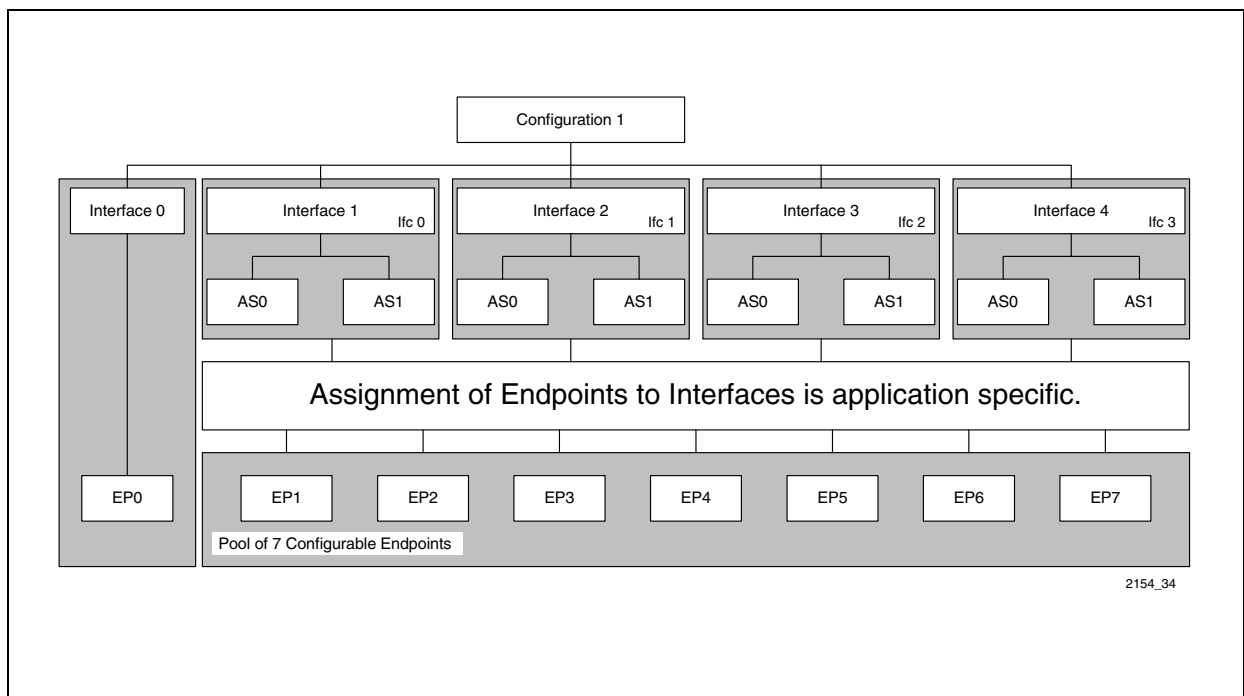 Configuration 1
Interface 0
Interface 1
Ifc 0
Interface 2
Ifc 1
Interface 3
Ifc 2
Interface 4
Ifc 3
AS0
AS1
AS0
AS1
AS0
AS1
AS0
AS1
Assignment of Endpoints to Interfaces is application specific.
EP0
EP1
EP2
EP3
EP4
EP5
EP6
EP7
Pool of 7 Configurable Endpoints
2154_34